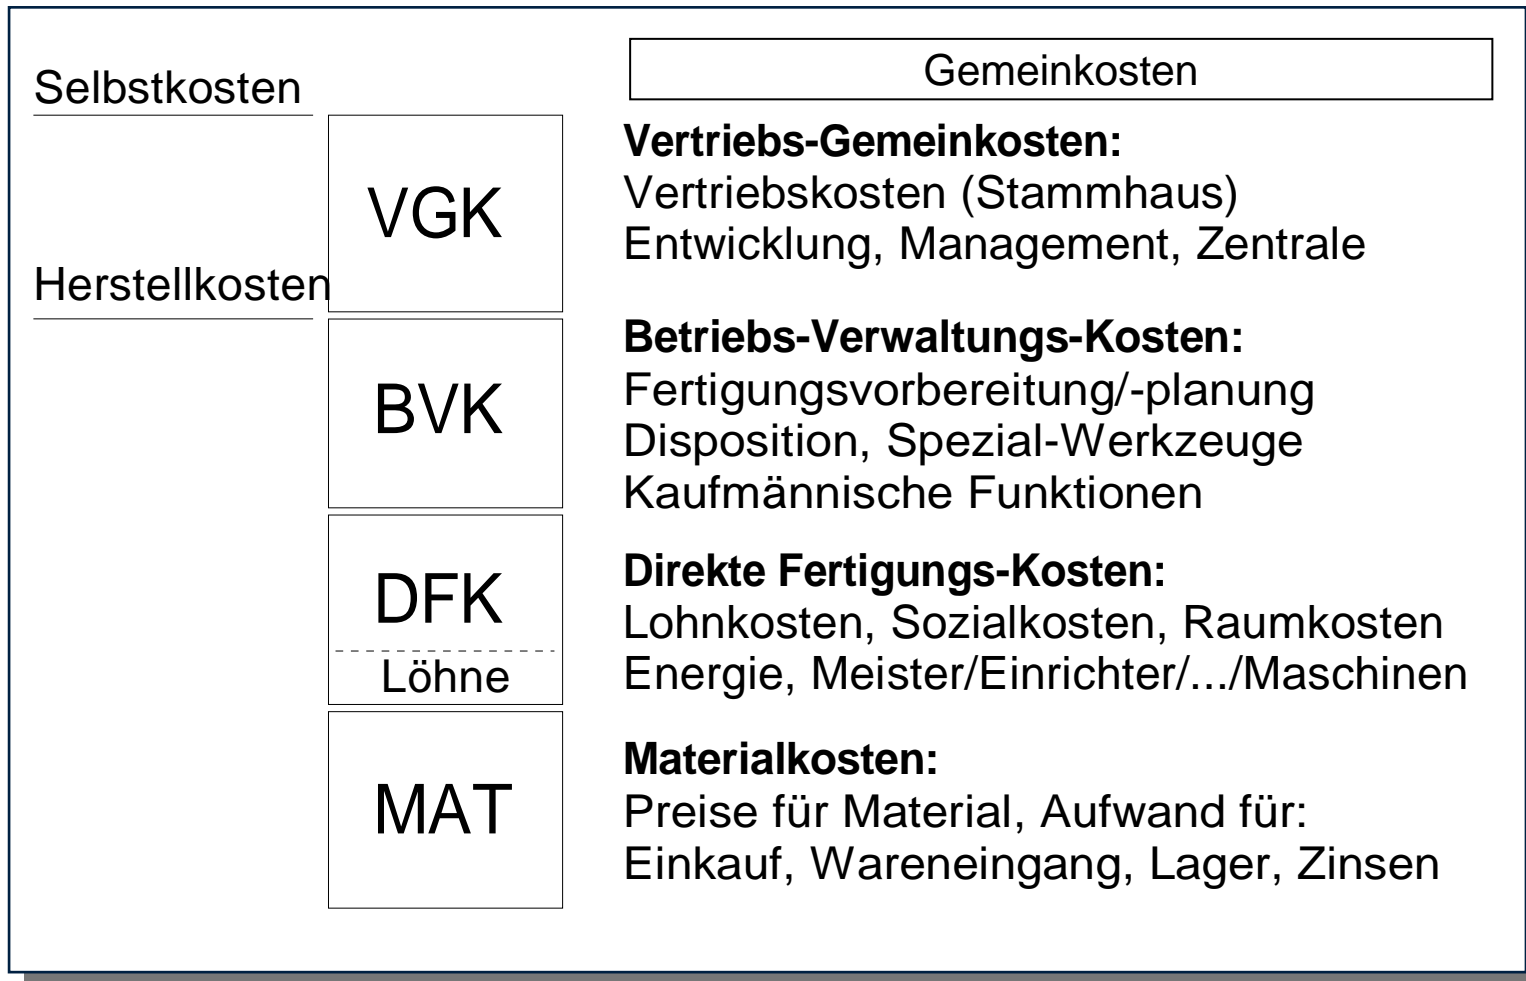 Gemeinkosten
Selbstkosten
VGK
Vertriebs-Gemeinkosten:
Vertriebskosten (Stammhaus)
Entwicklung, Management, Zentrale
Herstellkosten
BVK
Betriebs-Verwaltungs-Kosten:
Fertigungsvorbereitung/-planung
Disposition, Spezial-Werkzeuge
Kaufmännische Funktionen
DFK
Löhne
Direkte Fertigungs-Kosten:
Lohnkosten, Sozialkosten, Raumkosten
Energie, Meister/Einrichter/.../Maschinen
MAT
Materialkosten:
Preise für Material, Aufwand für:
Einkauf, Wareneingang, Lager, Zinsen